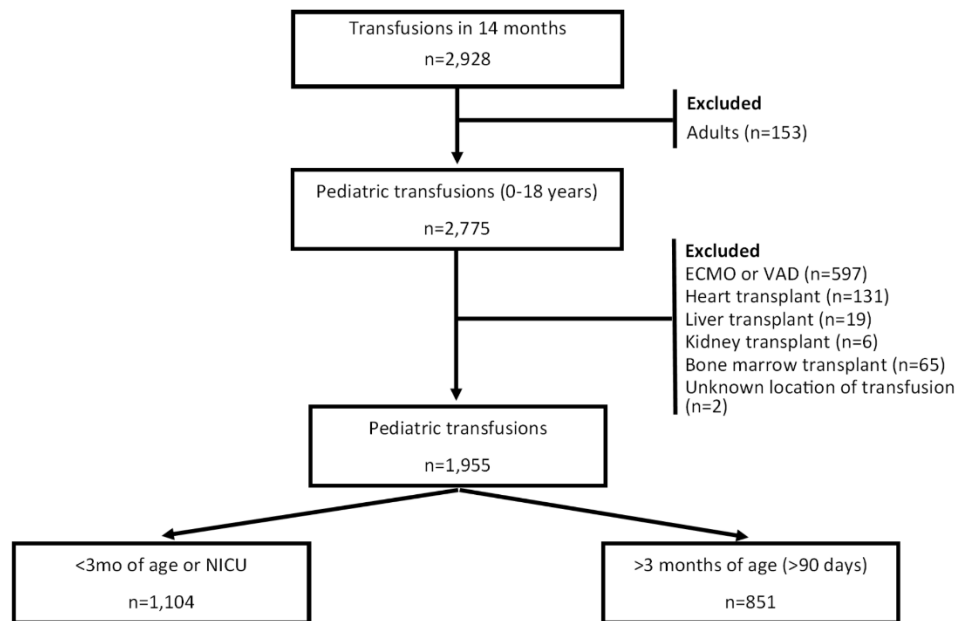 Transfusions in 14 months
n=2,928
Excluded
Adults (n=153)
Pediatric transfusions (0-18 years)
n=2,775
Excluded
ECMO or VAD (n=597)
Heart transplant (n=131)
Liver transplant (n=19)
Kidney transplant (n=6)
Bone marrow transplant (n=65)
Unknown location of transfusion
(n=2)
Pediatric transfusions
n=1,955
<3mo of age or NICU
n=1,104
>3 months of age (>90 days)
n=851